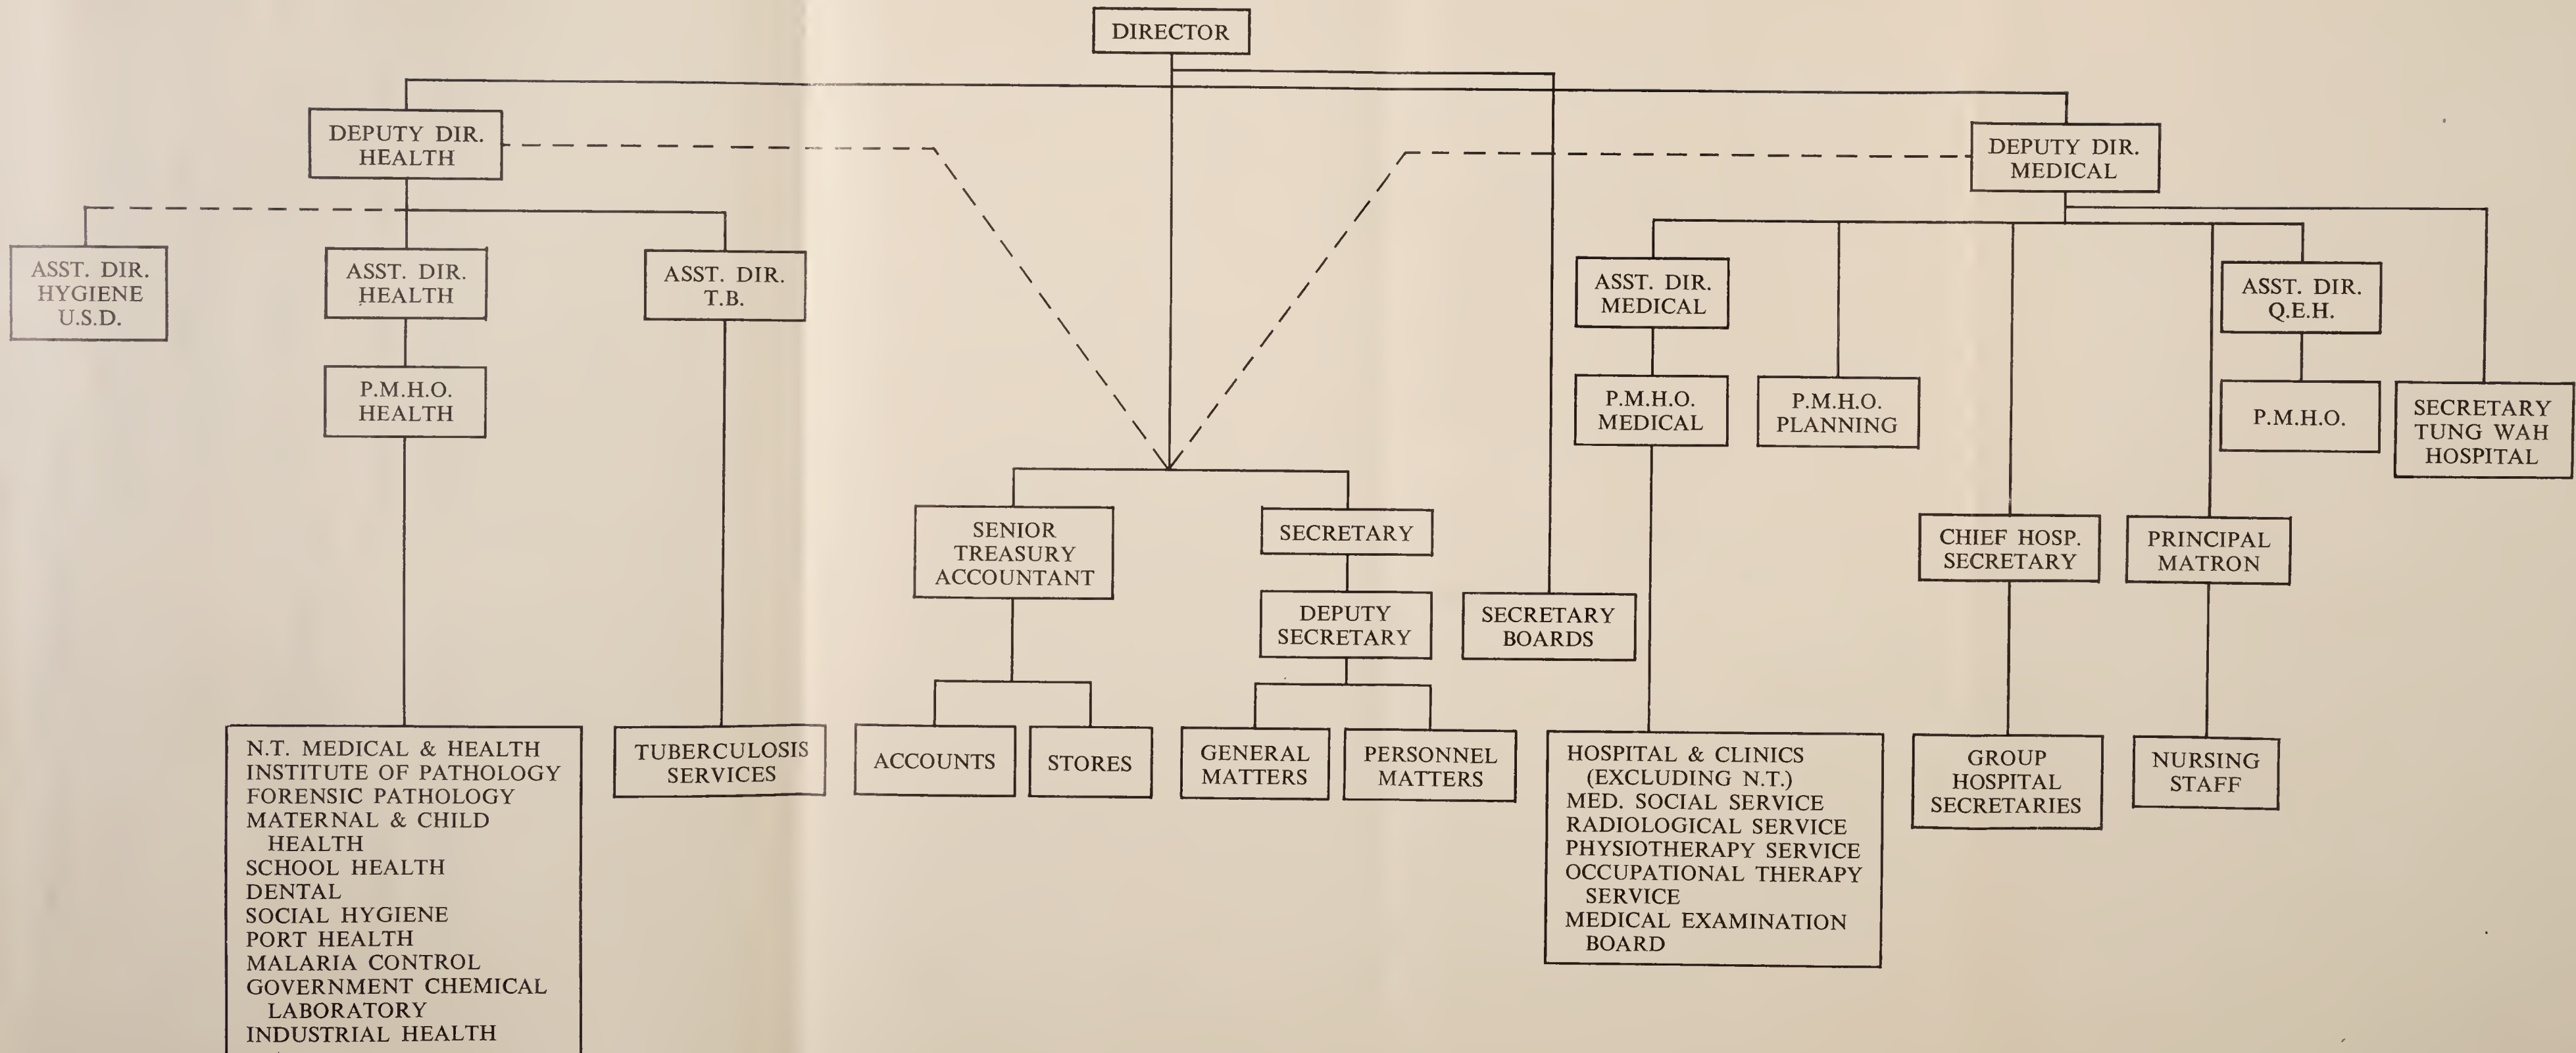 DIRECTOR
DEPUTY DIR.
HEALTH
DEPUTY DIR.
MEDICAL
ASST. DIR.
HYGIENE
U.S.D.
ASST. DIR.
HEALTH
ASST. DIR.
T.B.
ASST. DIR.
MEDICAL
ASST. DIR.
Q.E.H.
P.M.H.O.
HEALTH
P.M.H.O.
MEDICAL
P.M.H.O.
PLANNING
P.M.H.O.
SECRETARY
TUNG WAH
HOSPITAL
SENIOR
TREASURY
ACCOUNTANT
SECRETARY
CHIEF HOSP.
SECRETARY
PRINCIPAL
MATRON
DEPUTY
SECRETARY
SECRETARY
BOARDS
N.T. MEDICAL & HEALTH
INSTITUTE OF PATHOLOGY
FORENSIC PATHOLOGY
MATERNAL & CHILD
HEALTH
SCHOOL HEALTH
DENTAL
SOCIAL HYGIENE
PORT HEALTH
MALARIA CONTROL
GOVERNMENT CHEMICAL
LABORATORY
INDUSTRIAL HEALTH
TUBERCULOSIS
SERVICES
ACCOUNTS
STORES
GENERAL
MATTERS
PERSONNEL
MATTERS
HOSPITAL & CLINICS
(EXCLUDING N.T.)
MED. SOCIAL SERVICE
RADIOLOGICAL SERVICE
PHYSIOTHERAPY SERVICE
OCCUPATIONAL THERAPY
SERVICE
MEDICAL EXAMINATION
BOARD
GROUP
HOSPITAL
SECRETARIES
NURSING
STAFF